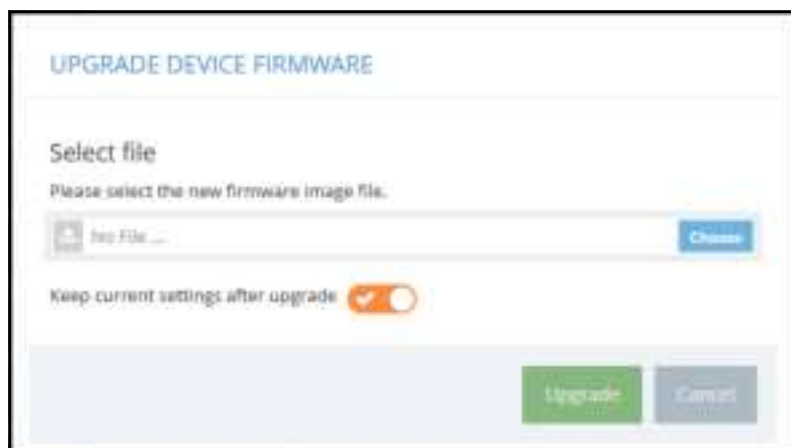 UPGRADE DEVICE FIRMWARE
Select file
Please select the new firmware image file.
No File ...
Choose
Keep current settings after upgrade
Upgrade
Cancel